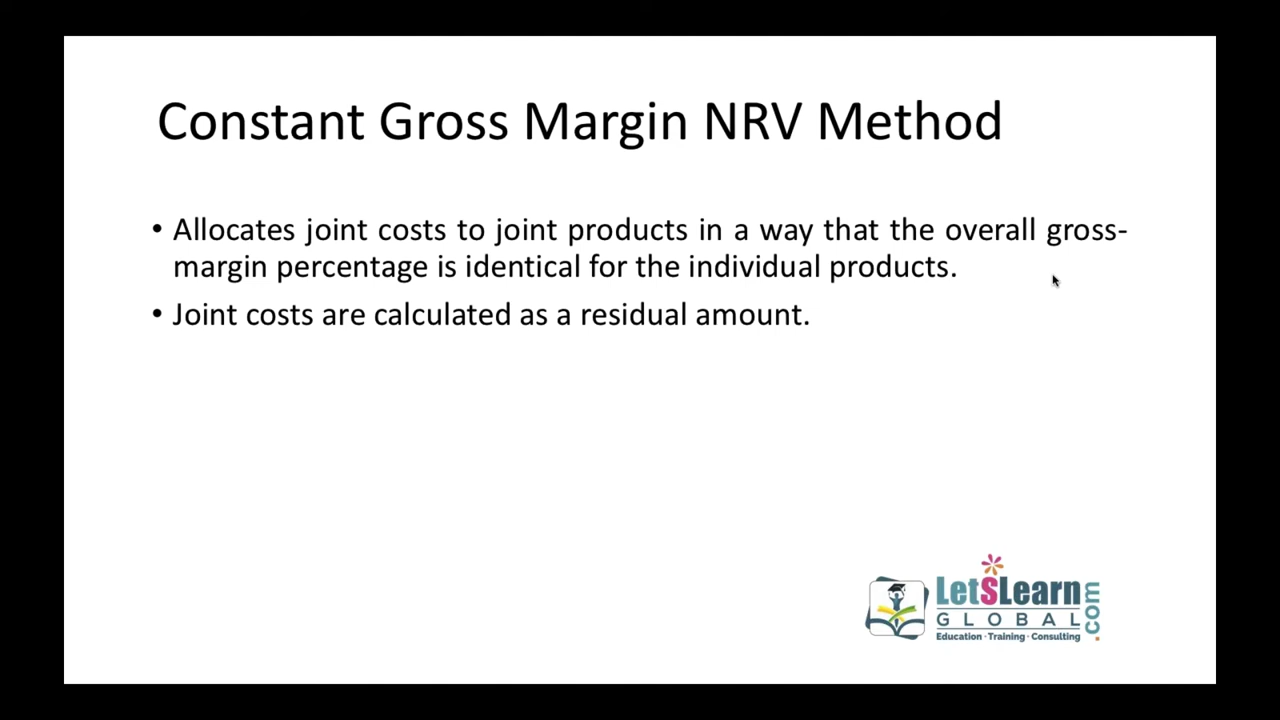 Constant Gross Margin NRV Method
• Allocates joint costs to joint products in a way that the overall gross-
margin percentage is identical for the individual products.
• Joint costs are calculated as a residual amount.
LetSLearn
GLOBAL
.com
Education · Training · Consulting